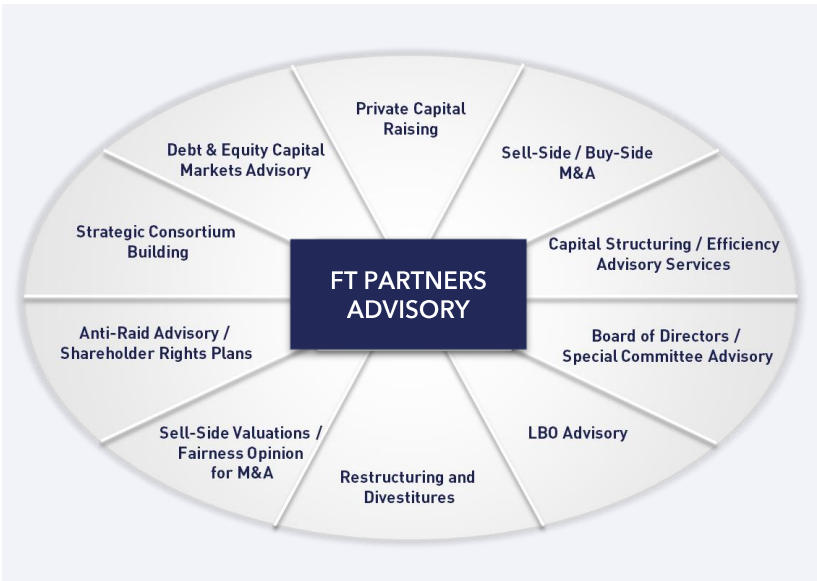 Private Capital
Raising
Sell-Side / Buy-Side
M&A
Capital Structuring / Efficiency
Advisory Services
Board of Directors /
Special Committee Advisory
LBO Advisory
Restructuring and
Divestitures
Sell-Side Valuations /
Fairness Opinion
for M&A
Anti-Raid Advisory /
Shareholder Rights Plans
Strategic Consortium
Building
Debt & Equity Capital
Markets Advisory
FT PARTNERS
ADVISORY